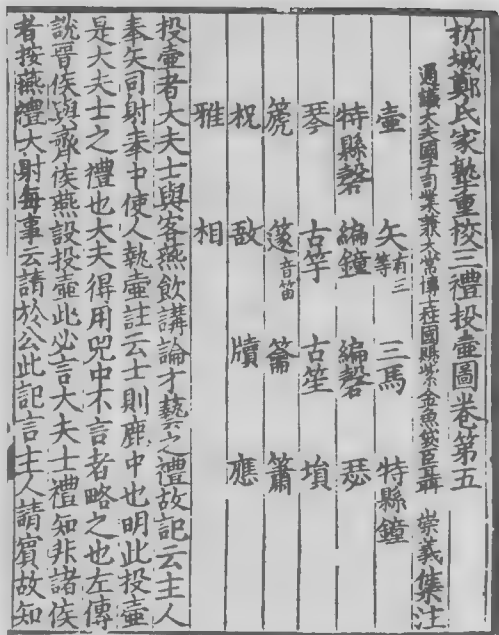 析城鄭氏家塾重校三禮投壺圖卷第五
通議大夫國子司業兼太常博士柱國賜紫金魚袋臣聶 崇義集注
壺 矢有三等 三馬 特縣鐘
特縣磬 編鐘 編磬 瑟
琴 古竽 古笙 塤
篪 篴音笛 籥 簫
柷 敔 牘 應
雅 相
投壺者大夫士與客燕飲講論才藝之禮故記云主人
奉矢司射奉中使人執壺註云士則鹿中也明此投壺
是大夫士之禮也大夫得用兕中不言者略之也左傳
說晉侯與齊侯燕設投壺此必言大夫士禮知非諸侯
者按燕禮大射每事云請於公此記言主人請賓故知